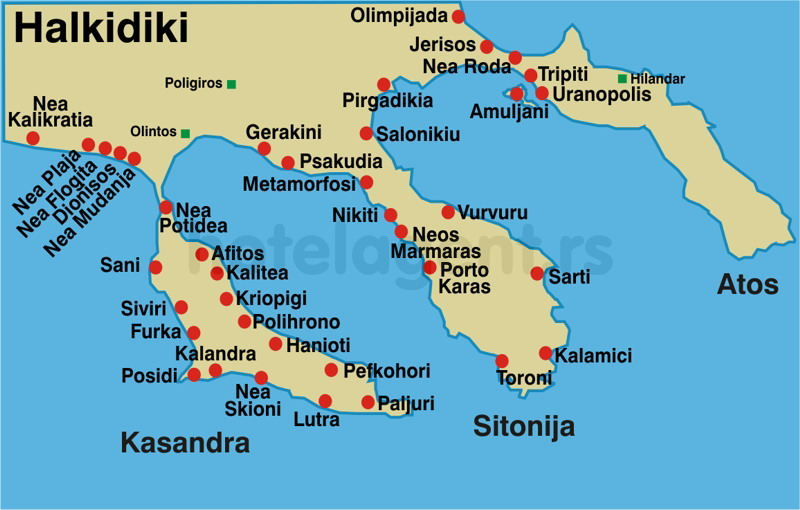 Halkidiki
Olimpijada
Jerisos
Nea Roda
Tripiti
Hilandar
Uranopolis
Amuljani
Poligiros
Pirgadikia
Nea
Kalikratia
Olintos
Gerakini
Salonikiu
Psakudia
Metamorfosi
Nea Plaja
Nea Flogita
Dionisos
Nea Mudanja
Nea
Potidea
Nikiti
Vurvuru
Neos
Marmaras
hotelagent.rs
Afitos
Sani
Kalitea
Porto
Karas
Sarti
Atos
Kriopigi
Siviri
Polihrono
Furka
Hanioti
Kalandra
Kalamici
Posidi
Pefkohori
Toroni
Nea
Skioni
Paljuri
Lutra
Sitonija
Kasandra